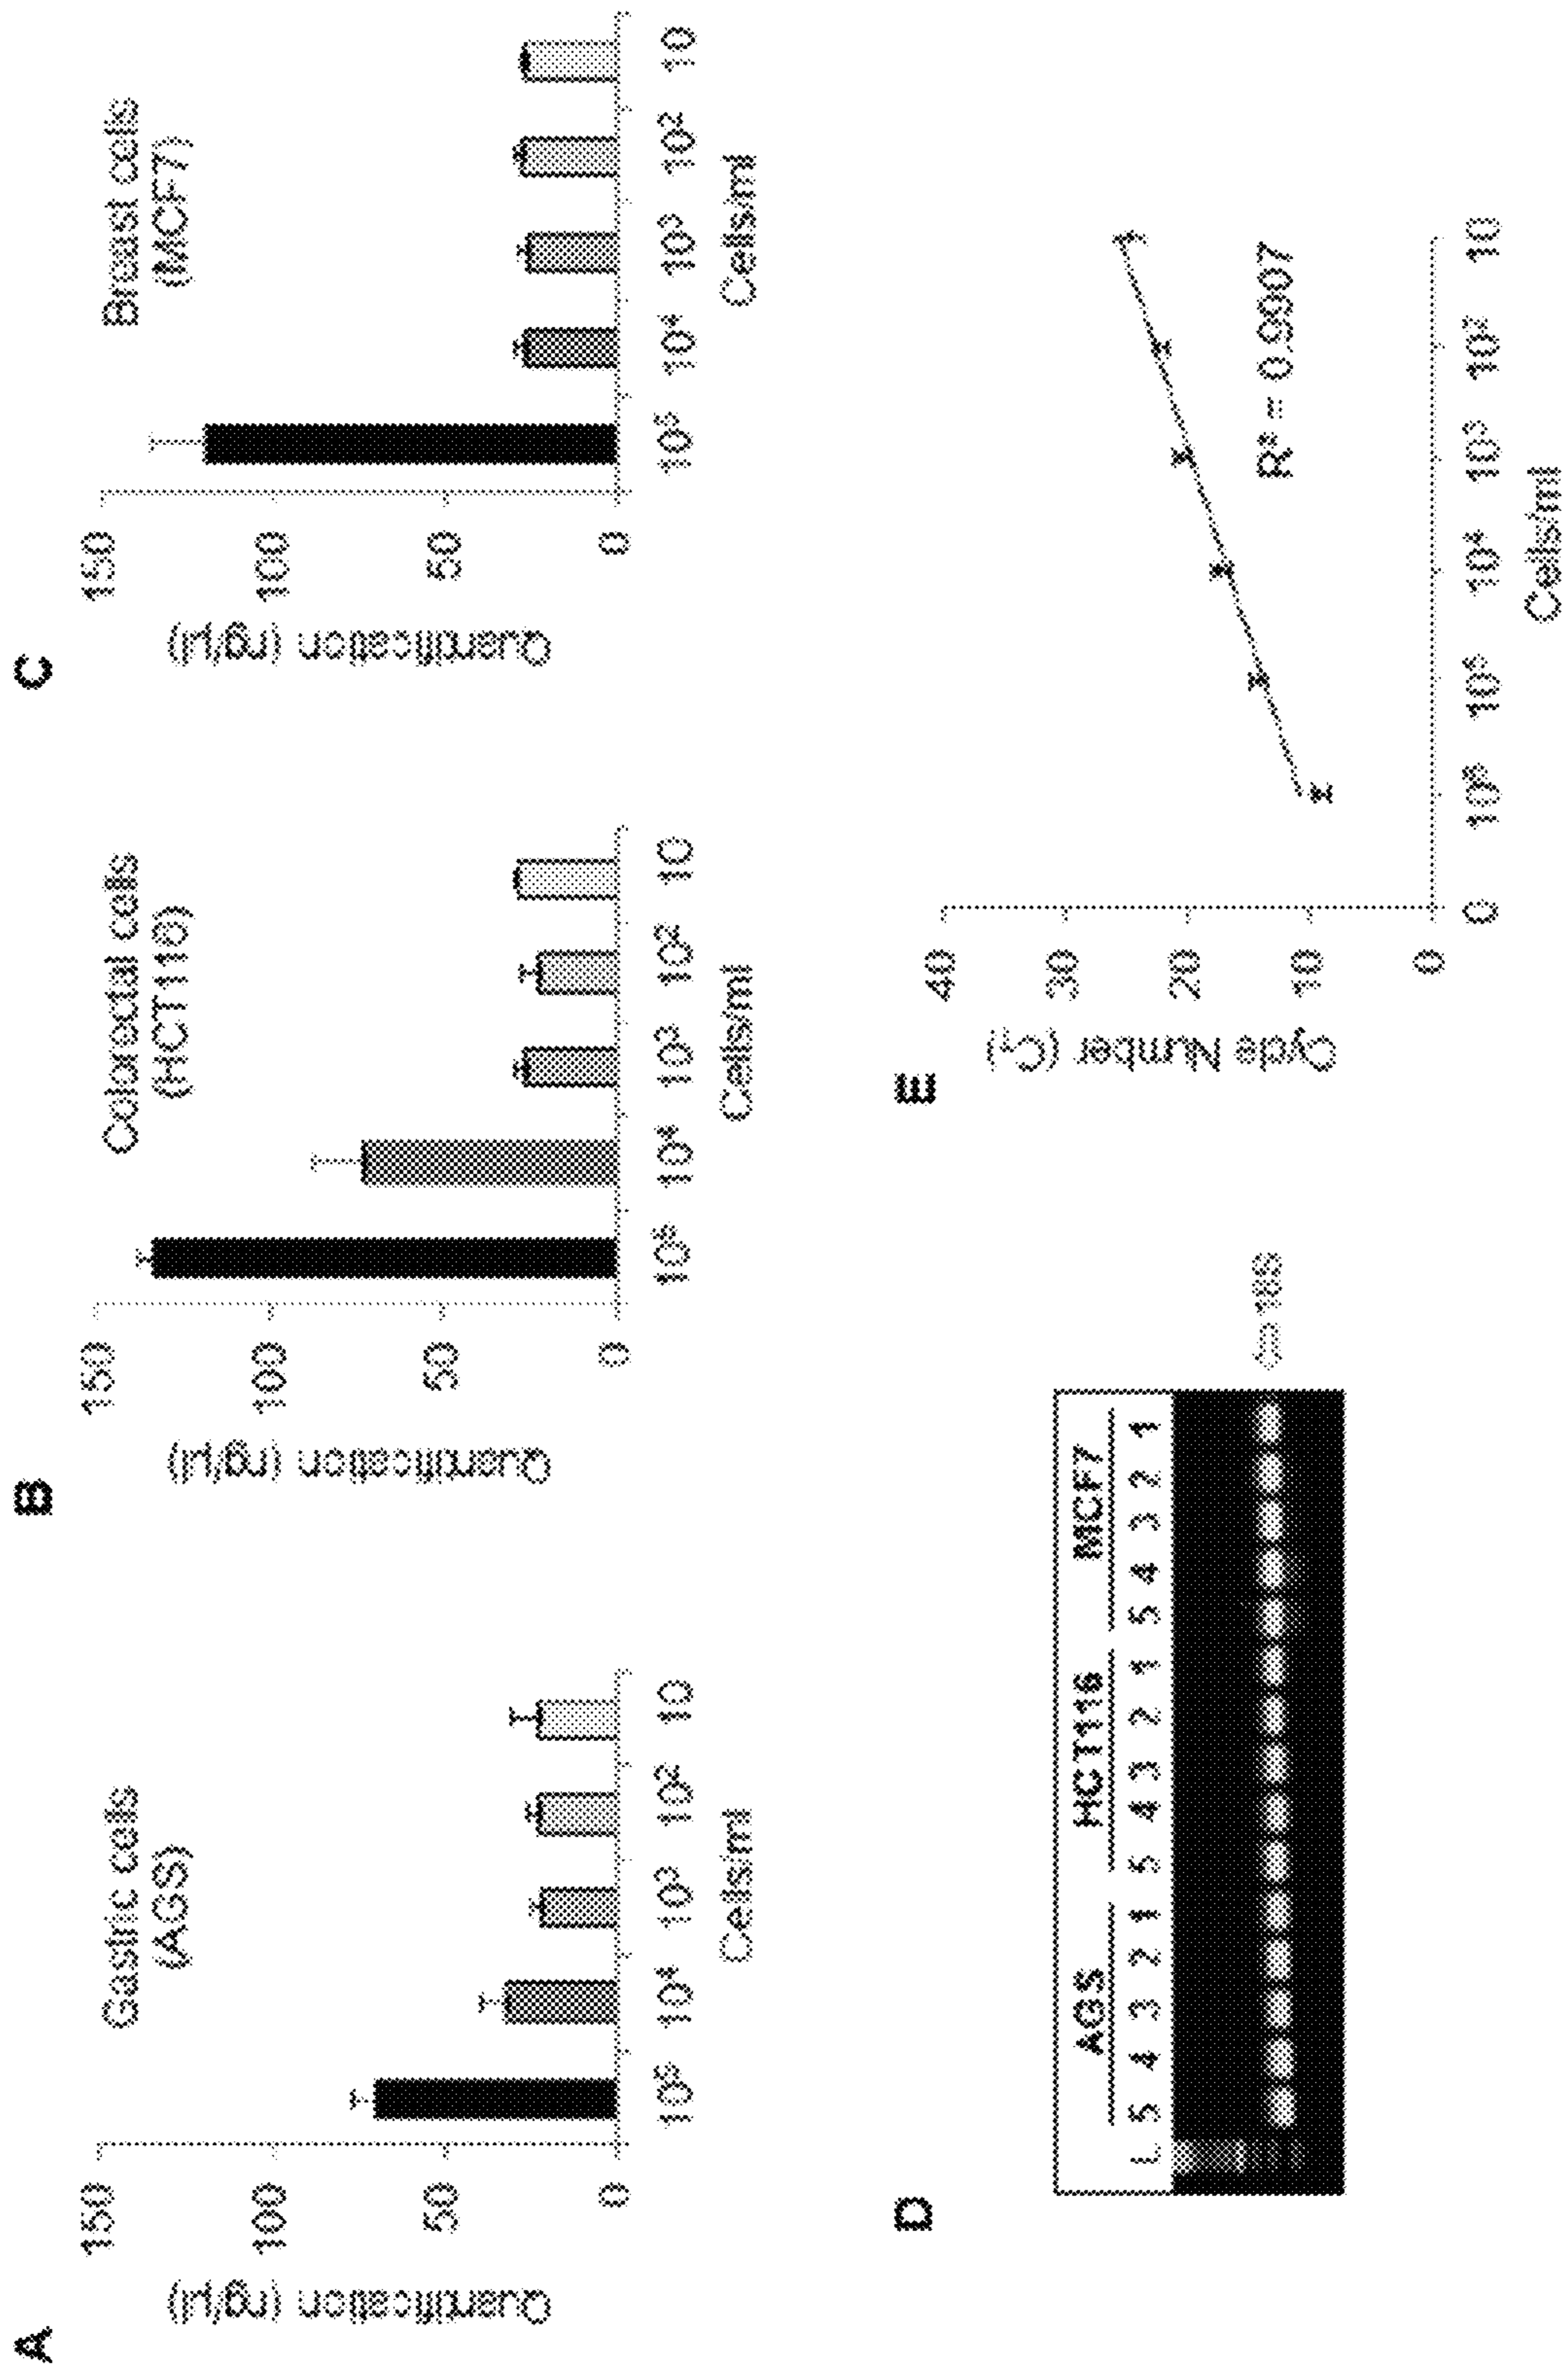 A
Gastric cells
(AGS)
Quantification (ng/µl)
150
100
50
0
10⁵ 10⁴ 10³ 10² 10
Cells/ml
B
Colorectal cells
(HCT116)
Quantification (ng/µl)
150
100
50
0
10⁵ 10⁴ 10³ 10² 10
Cells/ml
C
Breast cells
(MCF7)
Quantification (ng/µl)
150
100
50
0
10⁵ 10⁴ 10³ 10² 10
Cells/ml
D
AGS HCT116 MCF7
L 5 4 3 2 1 5 4 3 2 1 5 4 3 2 1
18S
E
Cycle Number (C_T)
40
30
20
10
0
R² = 0.9907
0 10⁶ 10⁵ 10⁴ 10³ 10² 10
Cells/ml